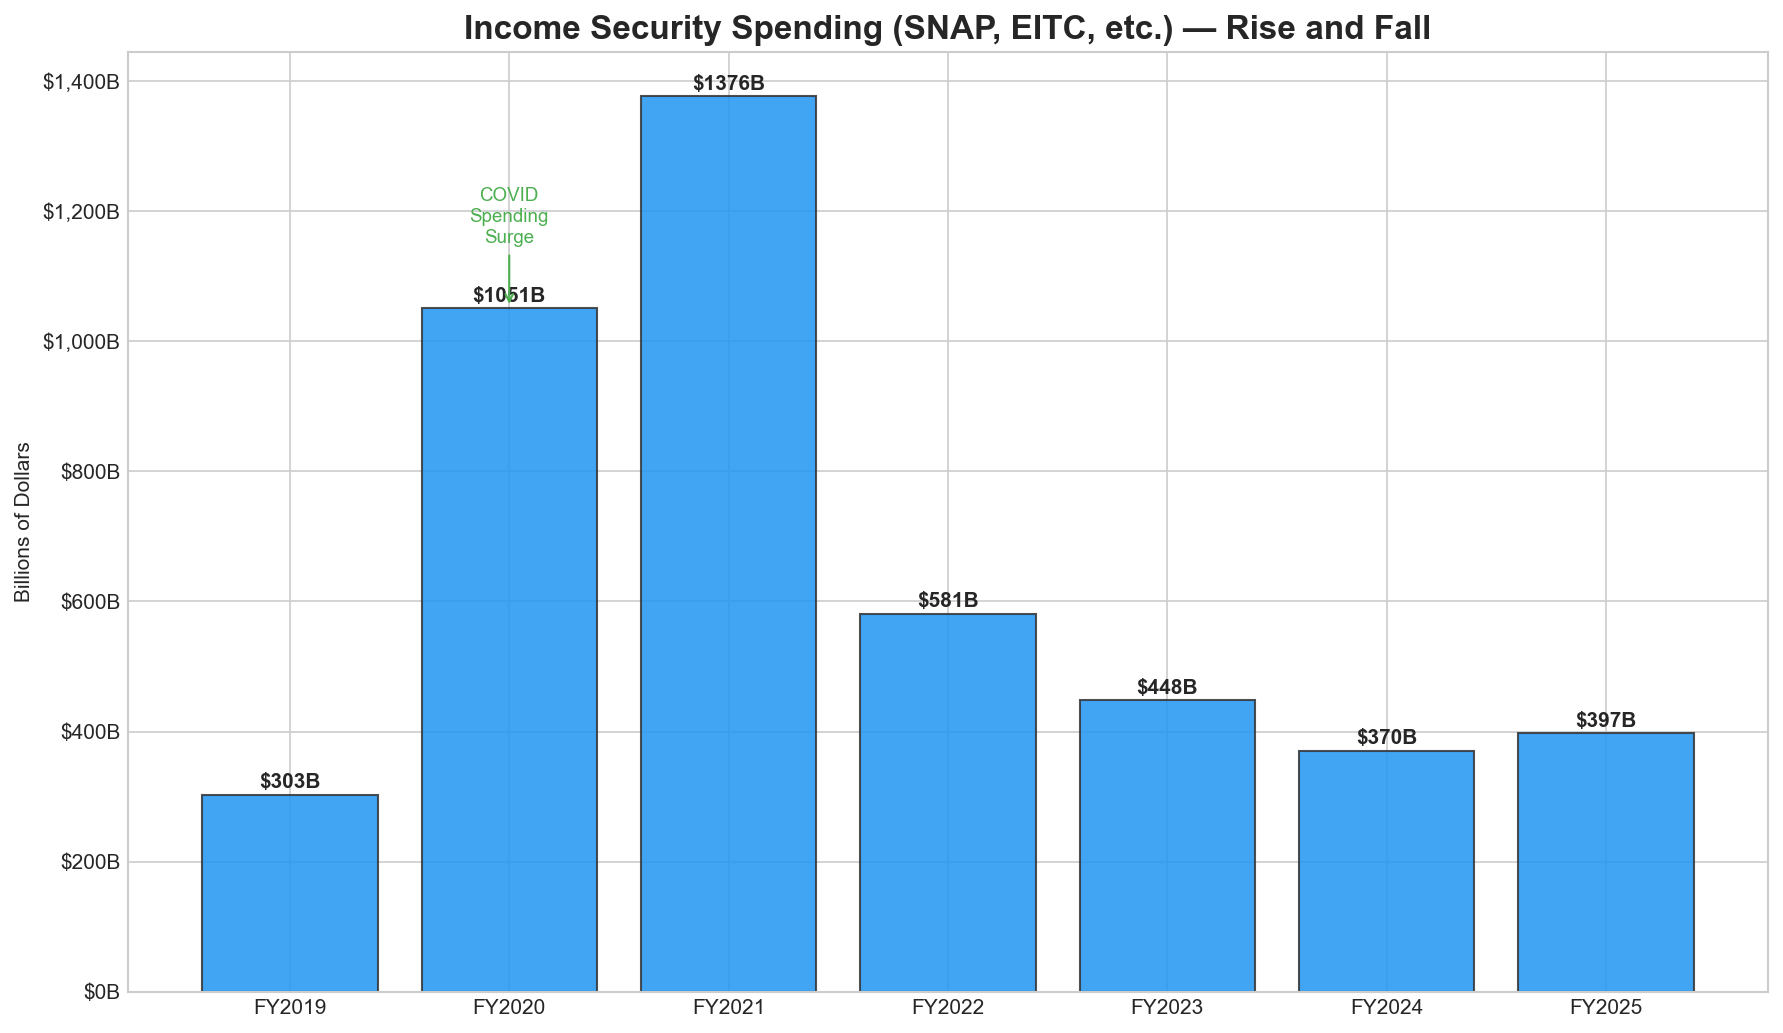 Income Security Spending (SNAP, EITC, etc.) — Rise and Fall
Billions of Dollars
$1,400B
$1,200B
$1,000B
$800B
$600B
$400B
$200B
$0B
$303B
COVID
Spending
Surge
$1051B
$1376B
$581B
$448B
$370B
$397B
FY2019
FY2020
FY2021
FY2022
FY2023
FY2024
FY2025